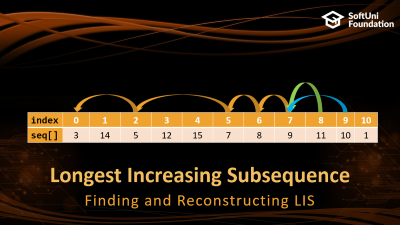 SoftUni
Foundation
index 0 1 2 3 4 5 6 7 8 9 10
seq[] 3 14 5 12 15 7 8 9 11 10 1
Longest Increasing Subsequence
Finding and Reconstructing LIS